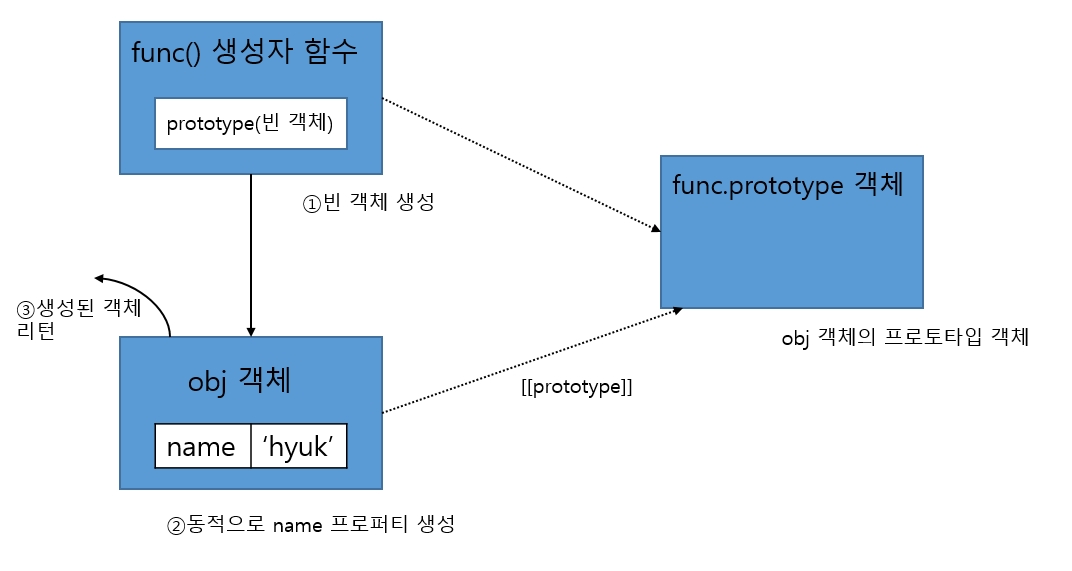 func() 생성자 함수
prototype(빈 객체)
①빈 객체 생성
func.prototype 객체
③생성된 객체
리턴
obj 객체의 프로토타입 객체
obj 객체
[[prototype]]
name ‘hyuk’
②동적으로 name 프로퍼티 생성